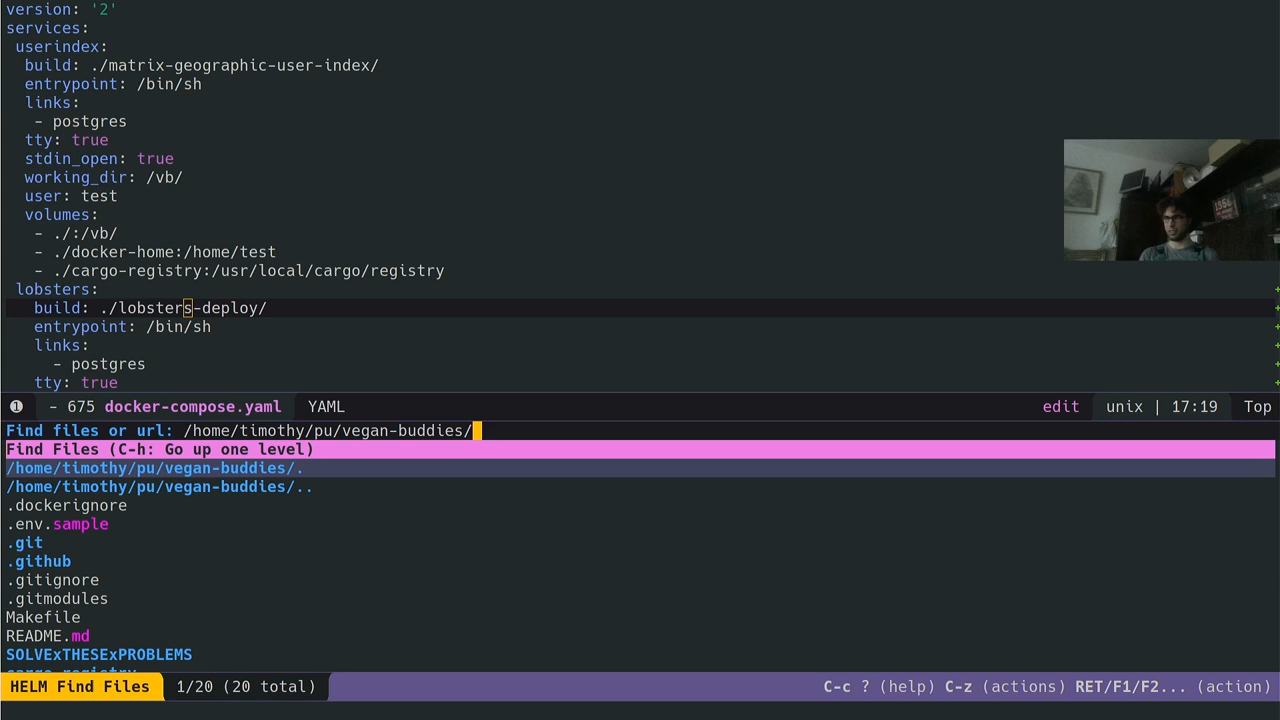 version: '2'
services:
 userindex:
  build: ./matrix-geographic-user-index/
  entrypoint: /bin/sh
  links:
   - postgres
  tty: true
  stdin_open: true
  working_dir: /vb/
  user: test
  volumes:
   - ./:/vb/
   - ./docker-home:/home/test
   - ./cargo-registry:/usr/local/cargo/registry
 lobsters:
   build: ./lobsters-deploy/
   entrypoint: /bin/sh
   links:
     - postgres
   tty: true
❶ - 675 docker-compose.yaml YAML edit unix | 17:19 Top
Find files or url: /home/timothy/pu/vegan-buddies/
Find Files (C-h: Go up one level)
/home/timothy/pu/vegan-buddies/.
/home/timothy/pu/vegan-buddies/..
.dockerignore
.env.sample
.git
.github
.gitignore
.gitmodules
Makefile
README.md
SOLVExTHESExPROBLEMS
cargo-registry
HELM Find Files 1/20 (20 total) C-c ? (help) C-z (actions) RET/F1/F2... (action)